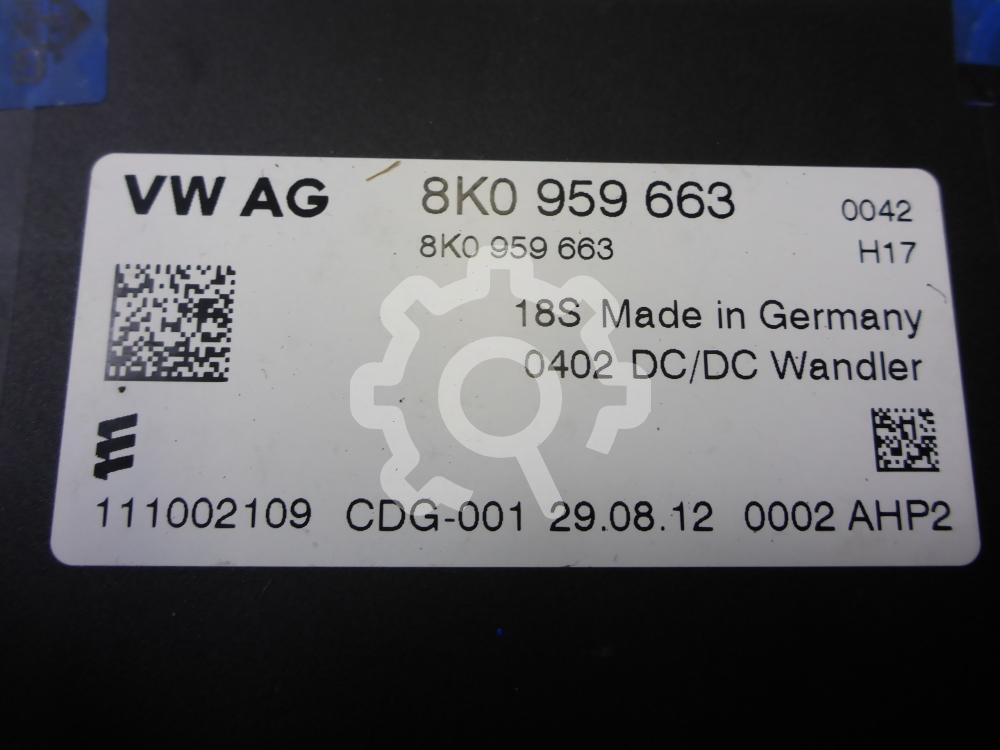 VW AG 8K0 959 663 0042
8K0 959 663 H17
18S Made in Germany
0402 DC/DC Wandler
111002109 CDG-001 29.08.12 0002 AHP2